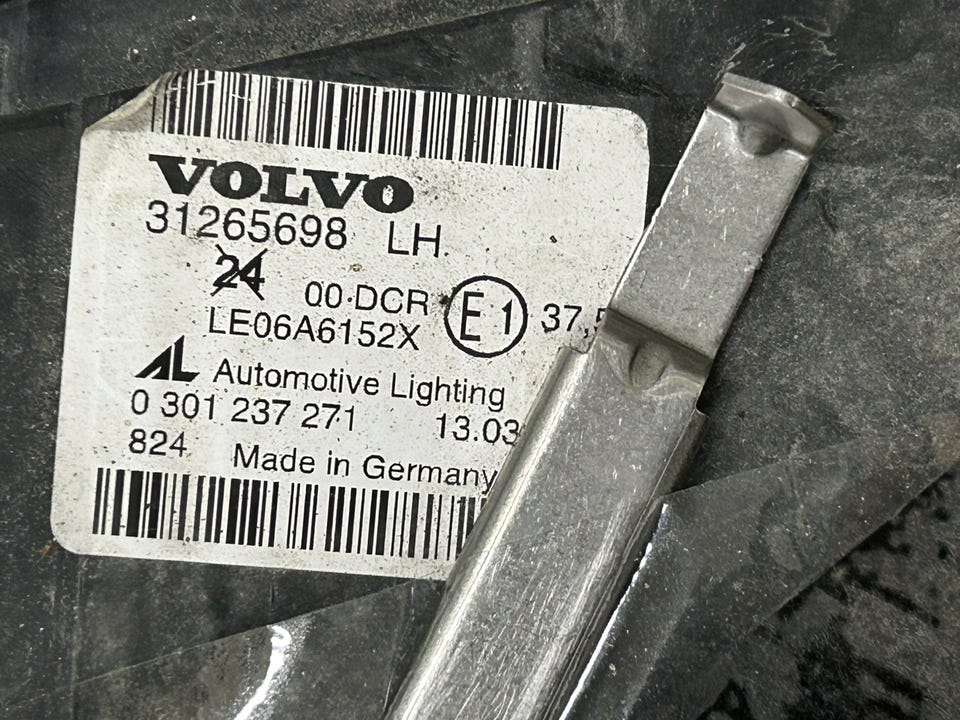 VOLVO
31265698 LH
24
00 DCR E1 37,5
LE06A6152X
AL Automotive Lighting
0 301 237 271 13.03
824 Made in Germany